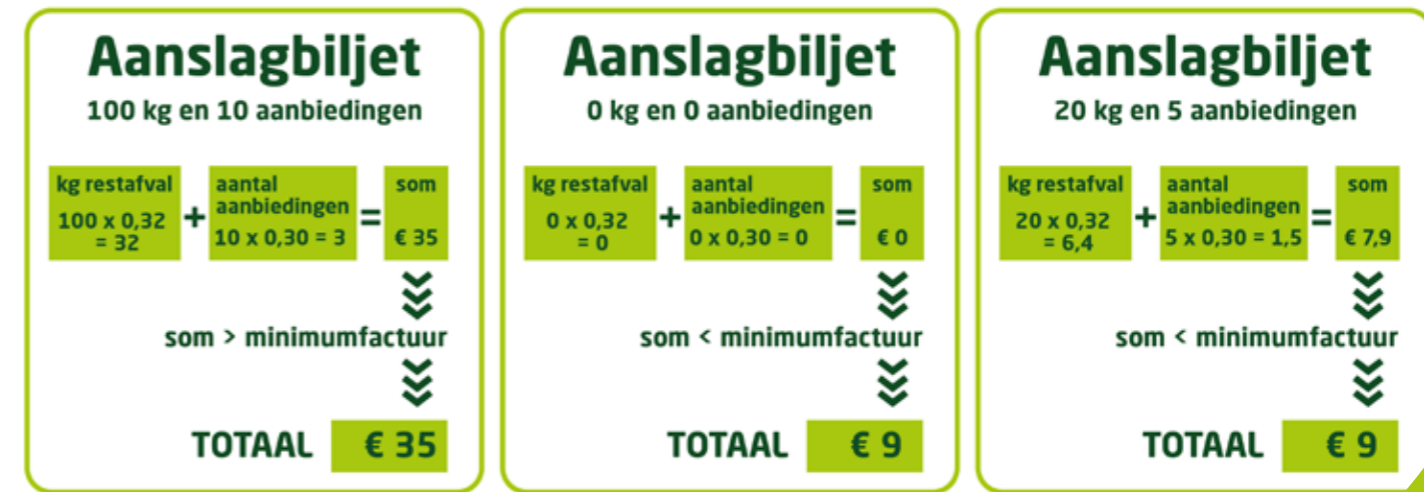 Aanslagbiljet
100 kg en 10 aanbiedingen
kg restafval
100 x 0,32
= 32
+
aantal
aanbiedingen
10 x 0,30 = 3
=
som
€ 35
som > minimumfactuur
TOTAAL € 35
Aanslagbiljet
0 kg en 0 aanbiedingen
kg restafval
0 x 0,32
= 0
+
aantal
aanbiedingen
0 x 0,30 = 0
=
som
€ 0
som < minimumfactuur
TOTAAL € 9
Aanslagbiljet
20 kg en 5 aanbiedingen
kg restafval
20 x 0,32
= 6,4
+
aantal
aanbiedingen
5 x 0,30 = 1,5
=
som
€ 7,9
som < minimumfactuur
TOTAAL € 9